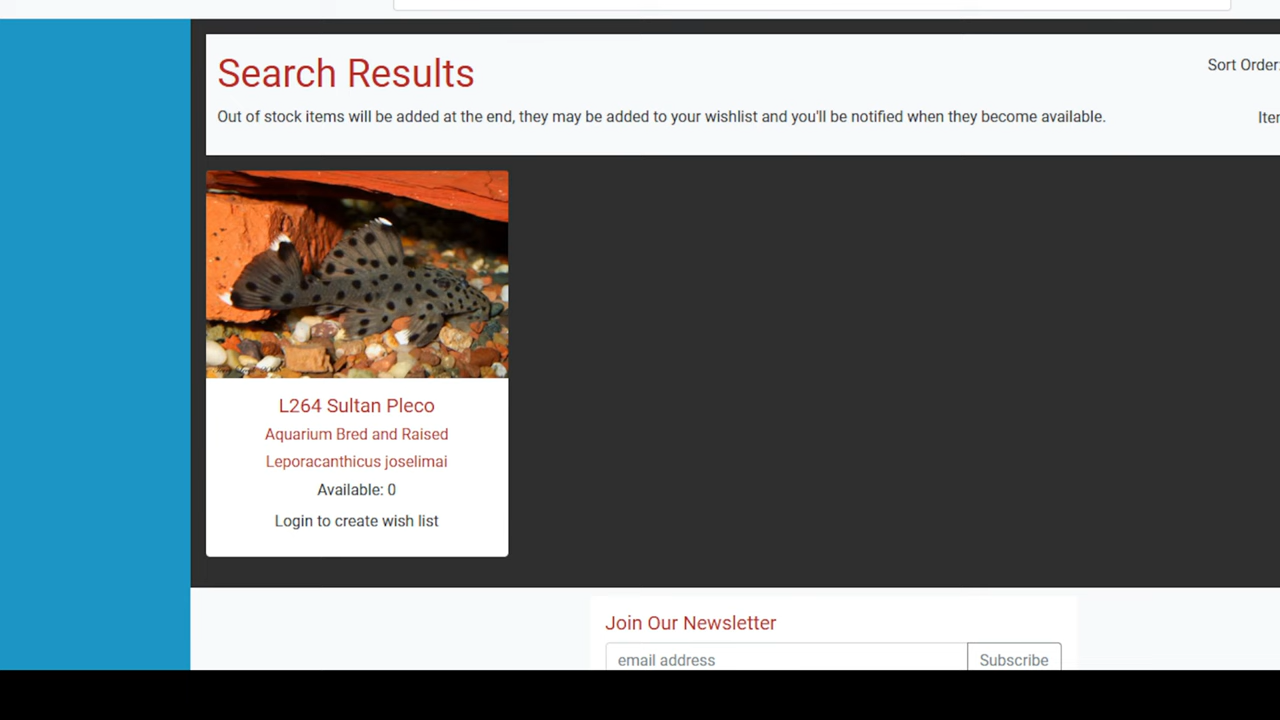 Search Results
Sort Order:
Out of stock items will be added at the end, they may be added to your wishlist and you'll be notified when they become available.
L264 Sultan Pleco
Aquarium Bred and Raised
Leporacanthicus joselimai
Available: 0
Login to create wish list
Join Our Newsletter
email address
Subscribe